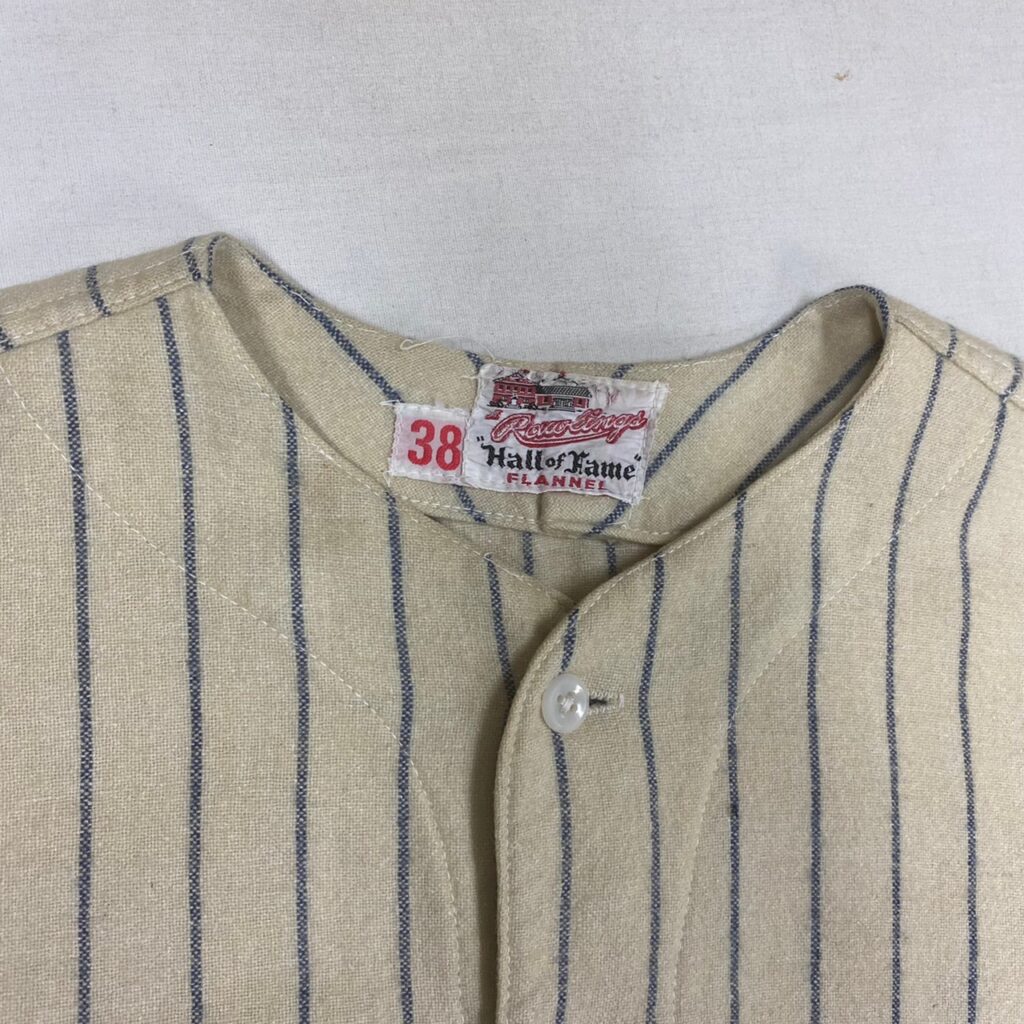 38
Rawlings
"Hall of Fame"
FLANNEL